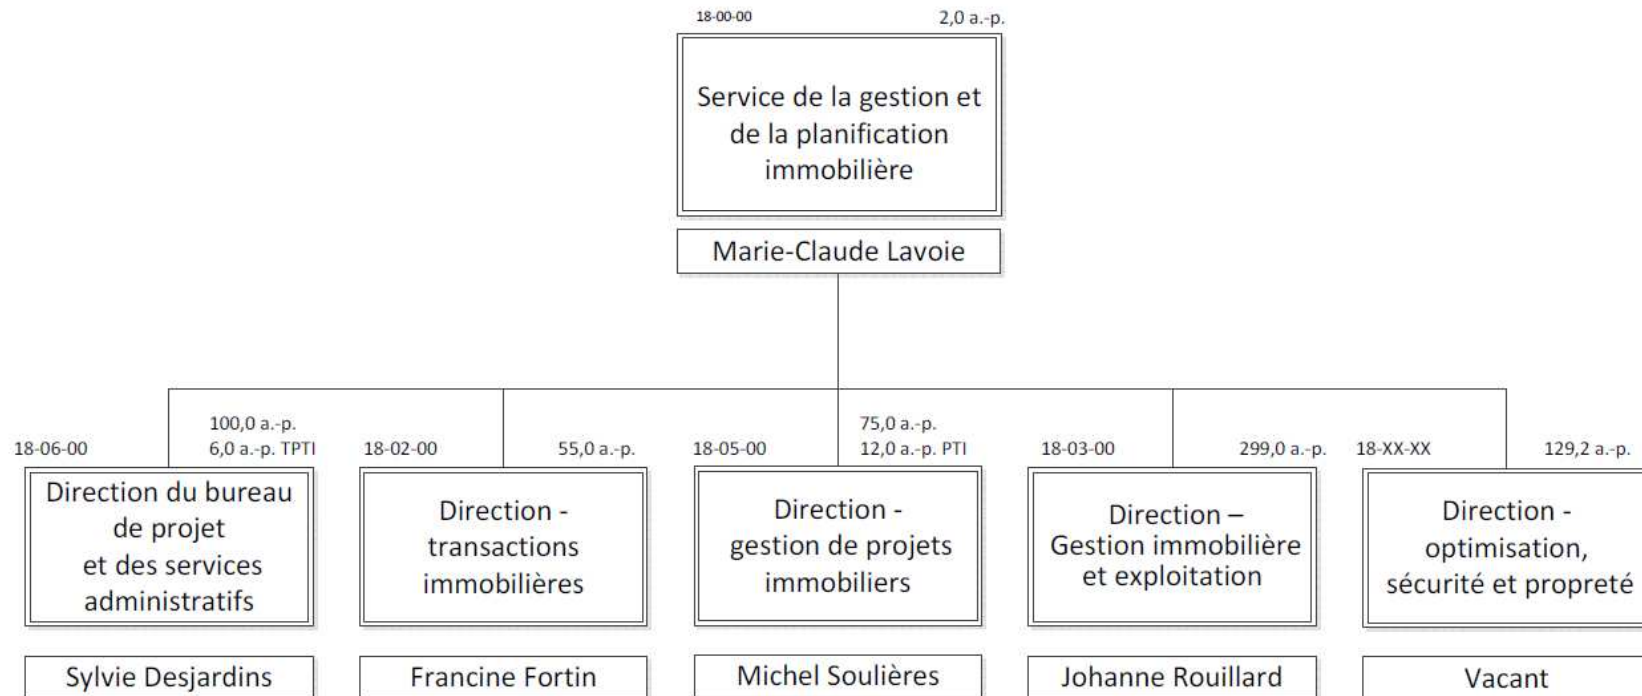 18-00-00 2,0 a.-p.
Service de la gestion et
de la planification
immobilière
Marie-Claude Lavoie
18-06-00
100,0 a.-p.
6,0 a.-p. TPTI
Direction du bureau
de projet
et des services
administratifs
Sylvie Desjardins
18-02-00 55,0 a.-p.
Direction -
transactions
immobilières
Francine Fortin
18-05-00
75,0 a.-p.
12,0 a.-p. PTI
Direction -
gestion de projets
immobiliers
Michel Soulières
18-03-00 299,0 a.-p.
Direction –
Gestion immobilière
et exploitation
Johanne Rouillard
18-XX-XX 129,2 a.-p.
Direction -
optimisation,
sécurité et propreté
Vacant